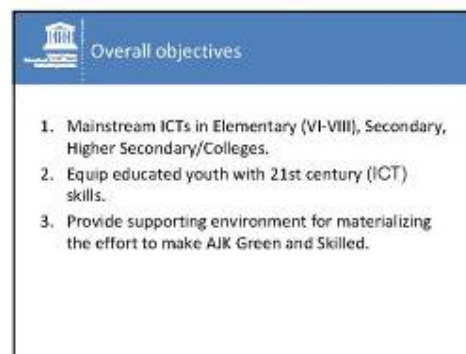 Overall objectives
1. Mainstream ICTs in Elementary (VI-VIII), Secondary,
Higher Secondary/Colleges.
2. Equip educated youth with 21st century (ICT)
skills.
3. Provide supporting environment for materializing
the effort to make AJK Green and Skilled.